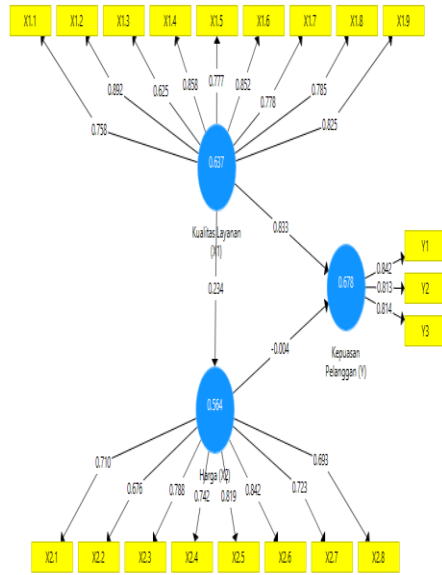 X1.1 X1.2 X1.3 X1.4 X1.5 X1.6 X1.7 X1.8 X1.9
0.758 0.892 0.625 0.858 0.777 0.852 0.778 0.785 0.825
0.637
Kualitas Layanan
(X1)
0.833
0.234
-0.004
0.678
Kepuasan
Pelanggan (Y)
0.842 Y1
0.813 Y2
0.814 Y3
0.564
Harga (X2)
0.710 0.676 0.788 0.742 0.819 0.842 0.723 0.693
X2.1 X2.2 X2.3 X2.4 X2.5 X2.6 X2.7 X2.8